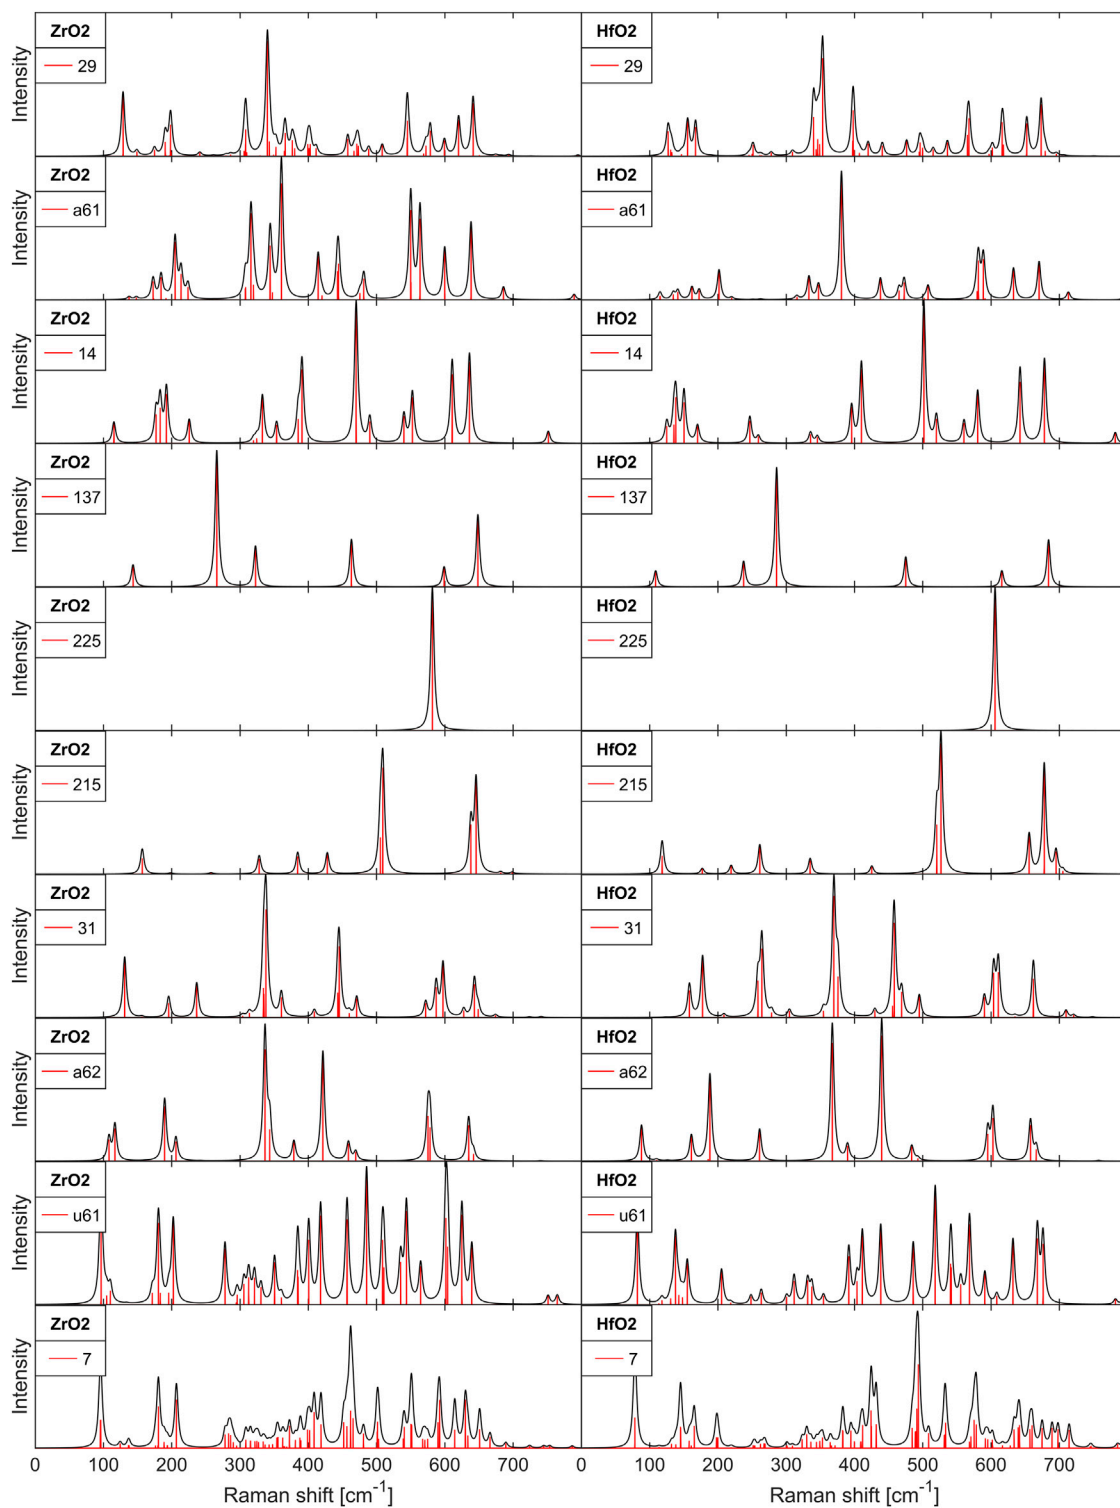 Intensity
ZrO2
29
HfO2
29
Intensity
ZrO2
a61
HfO2
a61
Intensity
ZrO2
14
HfO2
14
Intensity
ZrO2
137
HfO2
137
Intensity
ZrO2
225
HfO2
225
Intensity
ZrO2
215
HfO2
215
Intensity
ZrO2
31
HfO2
31
Intensity
ZrO2
a62
HfO2
a62
Intensity
ZrO2
u61
HfO2
u61
Intensity
ZrO2
7
HfO2
7
0 100 200 300 400 500 600 700 0 100 200 300 400 500 600 700
Raman shift [cm-1] Raman shift [cm-1]